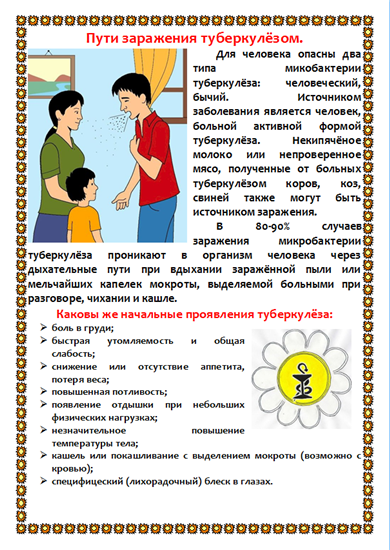 Пути заражения туберкулёзом.
Для человека опасны два
типа микобактерии
туберкулёза: человеческий,
бычий. Источником
заболевания является человек,
больной активной формой
туберкулёза. Некипячёное
молоко или непроверенное
мясо, полученные от больных
туберкулёзом коров, коз,
свиней также могут быть
источником заражения.
В 80-90% случаев
заражения микробактерии
туберкулёза проникают в организм человека через
дыхательные пути при вдыхании заражённой пыли или
мельчайших капелек мокроты, выделяемой больными при
разговоре, чихании и кашле.
Каковы же начальные проявления туберкулёза:
➢ боль в груди;
➢ быстрая утомляемость и общая
слабость;
➢ снижение или отсутствие аппетита,
потеря веса;
➢ повышенная потливость;
➢ появление отдышки при небольших
физических нагрузках;
➢ незначительное повышение
температуры тела;
➢ кашель или покашливание с выделением мокроты (возможно с
кровью);
➢ специфецический (лихорадочный) блеск в глазах.